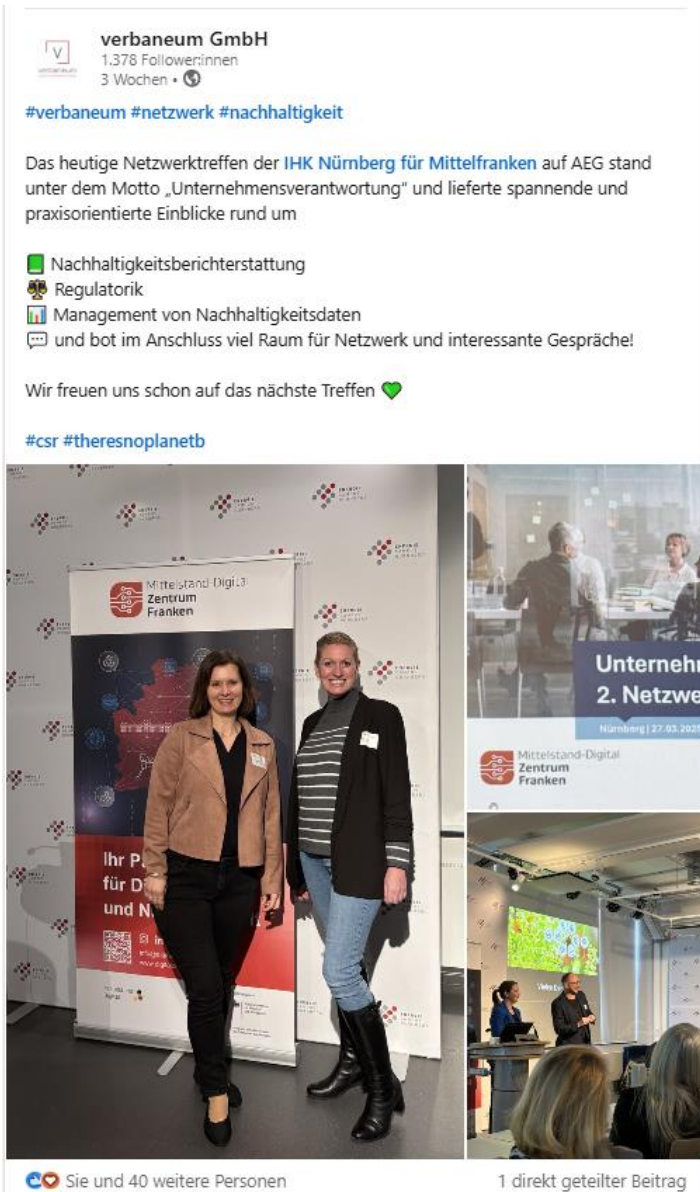 verbaneum GmbH
1.378 Follower:innen
3 Wochen •
#verbaneum #netzwerk #nachhaltigkeit
Das heutige Netzwerktreffen der IHK Nürnberg für Mittelfranken auf AEG stand
unter dem Motto „Unternehmensverantwortung" und lieferte spannende und
praxisorientierte Einblicke rund um
Nachhaltigkeitsberichterstattung
Regulatorik
Management von Nachhaltigkeitsdaten
und bot im Anschluss viel Raum für Netzwerk und interessante Gespräche!
Wir freuen uns schon auf das nächste Treffen
#csr #theresnoplanetb
Mittelstand-Digital
Zentrum
Franken
Ihr P
für D
und N
Unternehm
2. Netzwe
Nürnberg | 27.03.2025
Mittelstand-Digital
Zentrum
Franken
Sie und 40 weitere Personen
1 direkt geteilter Beitrag